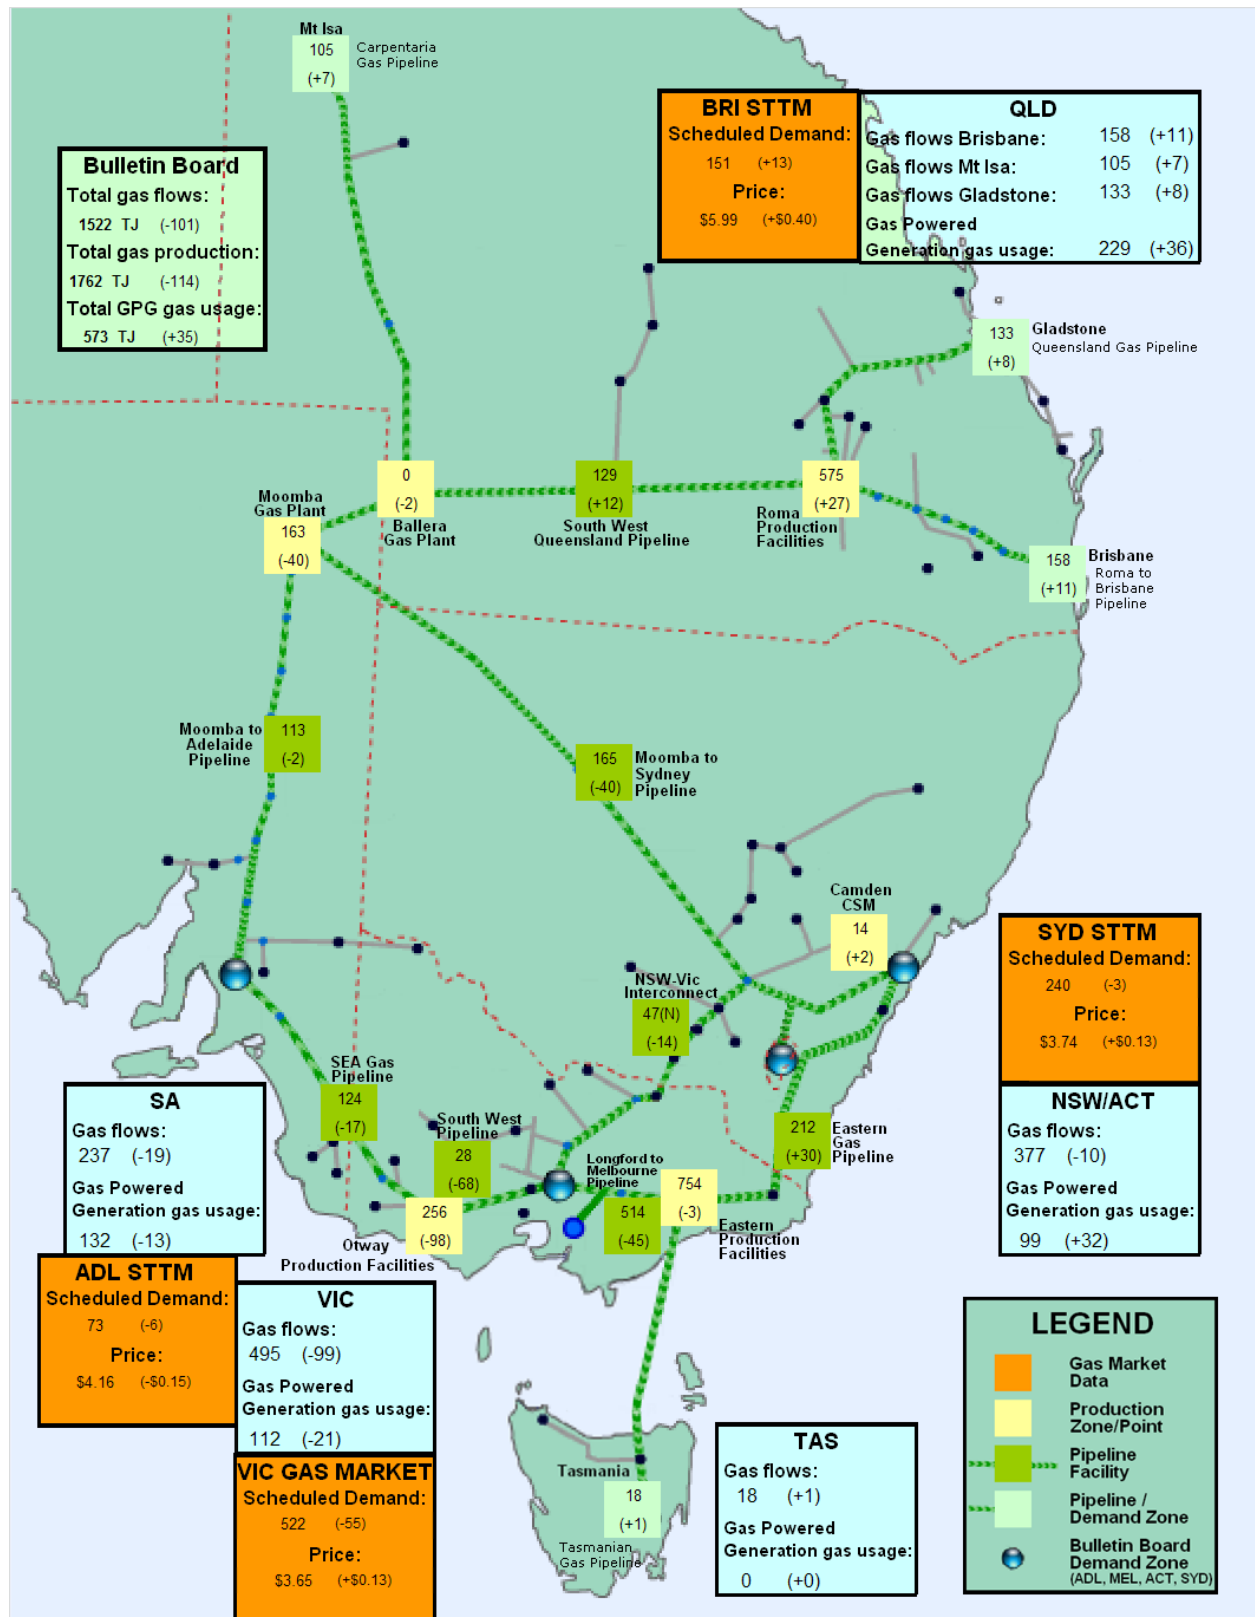 Mt Isa
105
(+7)
Carpentaria
Gas Pipeline
BRI STTM
Scheduled Demand:
151 (+13)
Price:
$5.99 (+$0.40)
QLD
Gas flows Brisbane: 158 (+11)
Gas flows Mt Isa: 105 (+7)
Gas flows Gladstone: 133 (+8)
Gas Powered
Generation gas usage: 229 (+36)
Bulletin Board
Total gas flows:
1522 TJ (-101)
Total gas production:
1762 TJ (-114)
Total GPG gas usage:
573 TJ (+35)
133
(+8)
Gladstone
Queensland Gas Pipeline
0
(-2)
Ballera
Gas Plant
129
(+12)
South West
Queensland Pipeline
575
(+27)
Roma
Production
Facilities
Moomba
Gas Plant
163
(-40)
158
(+11)
Brisbane
Roma to
Brisbane
Pipeline
Moomba to
Adelaide
Pipeline
113
(-2)
165
(-40)
Moomba to
Sydney
Pipeline
Camden
CSM
14
(+2)
SYD STTM
Scheduled Demand:
240 (-3)
Price:
$3.74 (+$0.13)
NSW-Vic
Interconnect
47(N)
(-14)
SEA Gas
Pipeline
124
(-17)
SA
Gas flows:
237 (-19)
Gas Powered
Generation gas usage:
132 (-13)
South West
Pipeline
28
(-68)
Longford to
Melbourne
Pipeline
514
(-45)
754
(-3)
Eastern
Production
Facilities
212
(+30)
Eastern
Gas
Pipeline
NSW/ACT
Gas flows:
377 (-10)
Gas Powered
Generation gas usage:
99 (+32)
256
(-98)
Otway
Production Facilities
ADL STTM
Scheduled Demand:
73 (-6)
Price:
$4.16 (-$0.15)
VIC
Gas flows:
495 (-99)
Gas Powered
Generation gas usage:
112 (-21)
VIC GAS MARKET
Scheduled Demand:
522 (-55)
Price:
$3.65 (+$0.13)
Tasmania
18
(+1)
Tasmanian
Gas Pipeline
TAS
Gas flows:
18 (+1)
Gas Powered
Generation gas usage:
0 (+0)
LEGEND
Gas Market
Data
Production
Zone/Point
Pipeline
Facility
Pipeline /
Demand Zone
Bulletin Board
Demand Zone
(ADL, MEL, ACT, SYD)